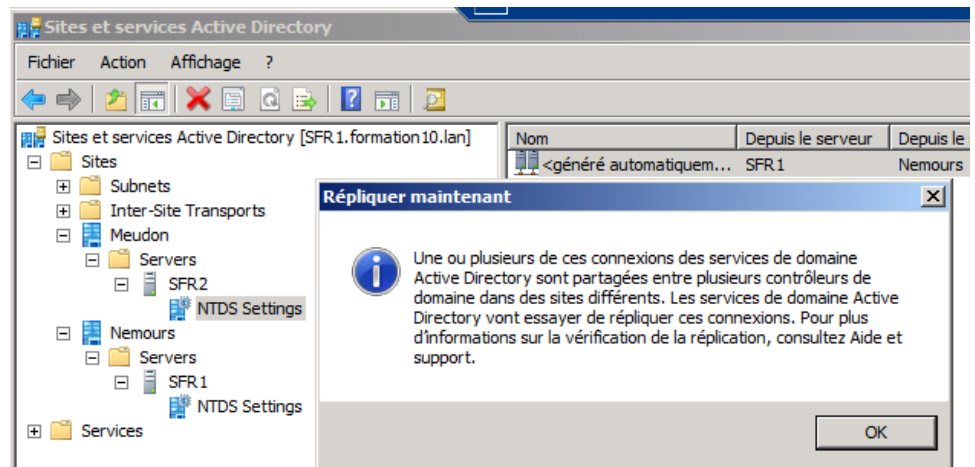 Sites et services Active Directory
Fichier Action Affichage ?
Sites et services Active Directory [SFR1.formation10.lan]
Nom Depuis le serveur Depuis le
Sites
<généré automatiquem... SFR1 Nemours
Subnets
Inter-Site Transports
Meudon
Servers
SFR2
NTDS Settings
Nemours
Servers
SFR1
NTDS Settings
Services
Répliquer maintenant
Une ou plusieurs de ces connexions des services de domaine
Active Directory sont partagées entre plusieurs contrôleurs de
domaine dans des sites différents. Les services de domaine Active
Directory vont essayer de répliquer ces connexions. Pour plus
d'informations sur la vérification de la réplication, consultez Aide et
support.
OK